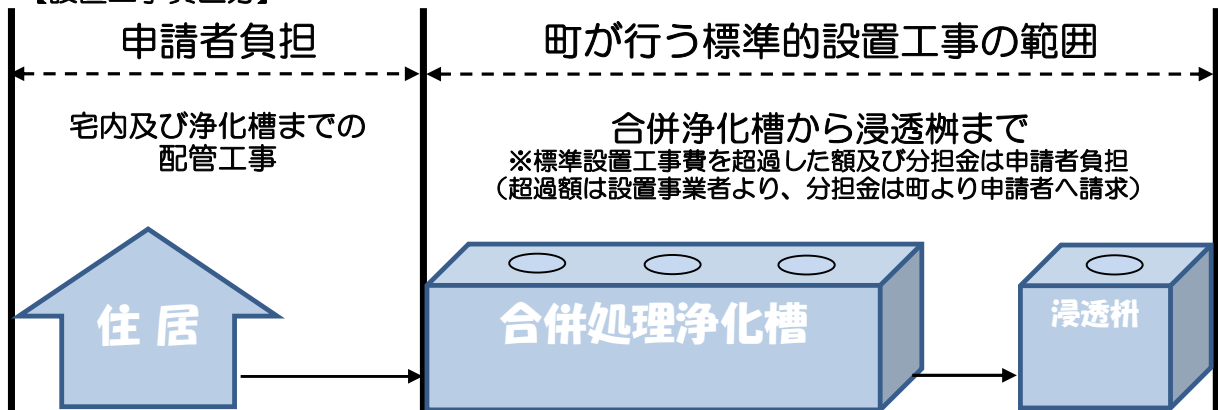 申請者負担
町が行う標準的設置工事の範囲
宅内及び浄化槽までの
配管工事
合併浄化槽から浸透桝まで
※標準設置工事費を超過した額及び分担金は申請者負担
（超過額は設置事業者より、分担金は町より申請者へ請求）
住居
合併処理浄化槽
浸透枡